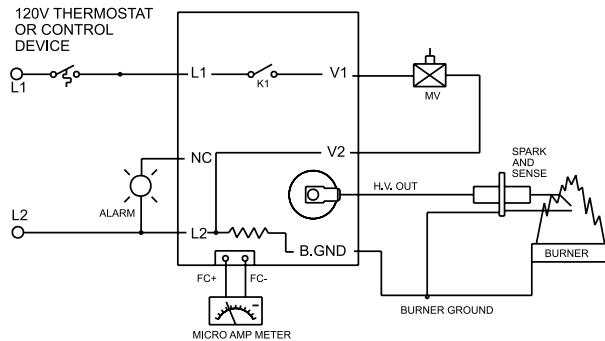 120V THERMOSTAT
OR CONTROL
DEVICE
L1
L1
K1
V1
MV
NC
V2
SPARK
AND
SENSE
H.V. OUT
ALARM
L2
L2
B.GND
BURNER
FC+
FC-
BURNER GROUND
MICRO AMP METER